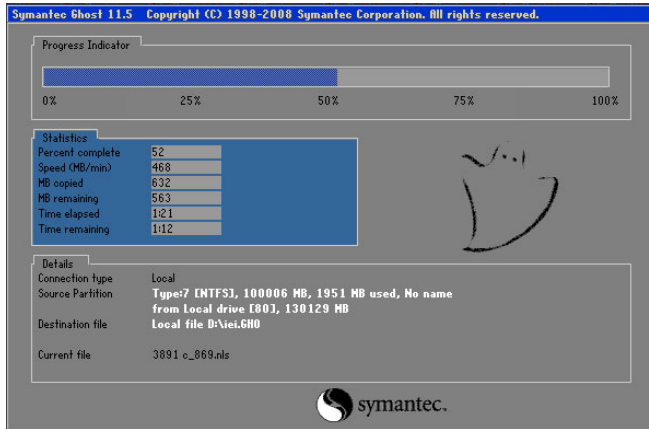 Symantec Ghost 11.5 Copyright (C) 1998-2008 Symantec Corporation. All rights reserved.
Progress Indicator
0% 25% 50% 75% 100%
Statistics
Percent complete 52
Speed (MB/min) 468
MB copied 632
MB remaining 563
Time elapsed 1:21
Time remaining 1:12
Details
Connection type Local
Source Partition Type:7 [NTFS], 100006 MB, 1951 MB used, No name
from Local drive [80], 130129 MB
Destination file Local file D:\iei.GHO
Current file 3891 c_869.nls
symantec.